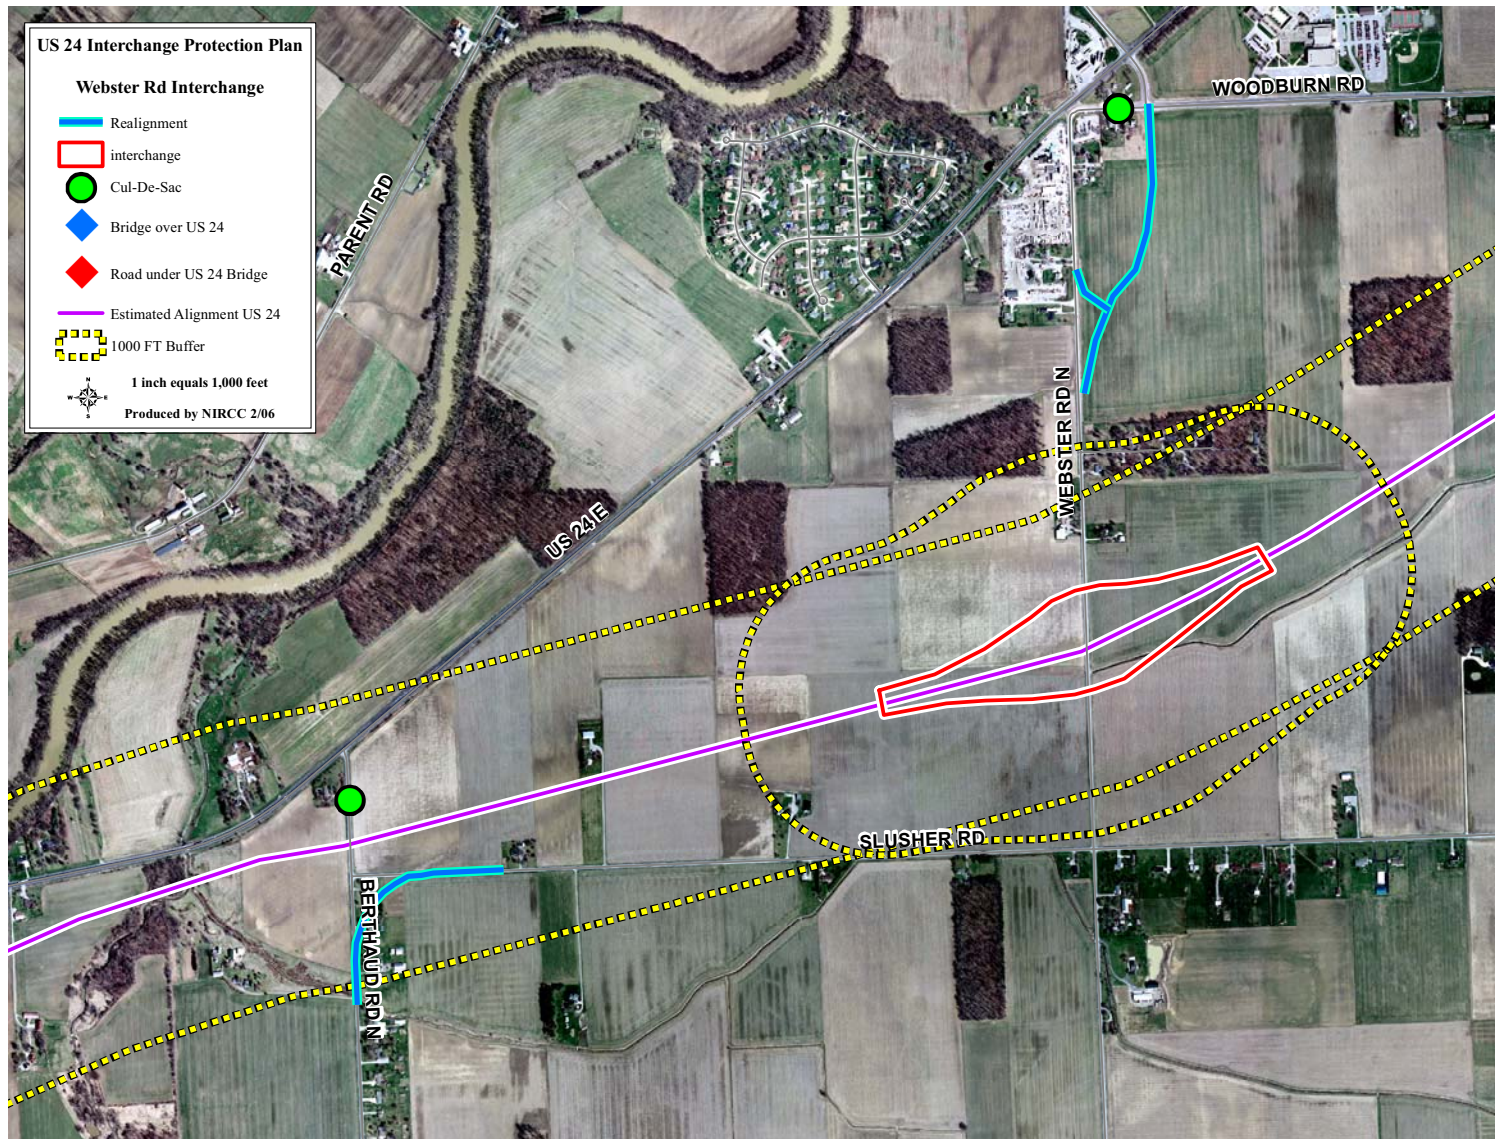 US 24 Interchange Protection Plan
Webster Rd Interchange
Realignment
interchange
Cul-De-Sac
Bridge over US 24
Road under US 24 Bridge
Estimated Alignment US 24
1000 FT Buffer
N
W E
S
1 inch equals 1,000 feet
Produced by NIRCC 2/06
WOODBURN RD
PARENT RD
WEBSTER RD N
US 24 E
SLUSHER RD
BERTHAUD RD N